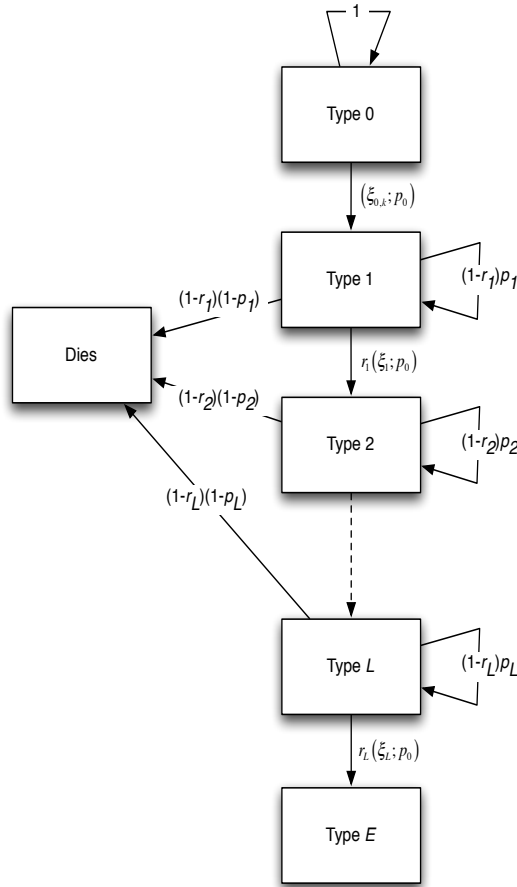 1
Type 0
(ξ0,k; p0)
Type 1
(1-r1)p1
(1-r1)(1-p1)
Dies
r1(ξ1; p0)
(1-r2)(1-p2)
Type 2
(1-r2)p2
(1-rL)(1-pL)
Type L
(1-rL)pL
rL(ξL; p0)
Type E